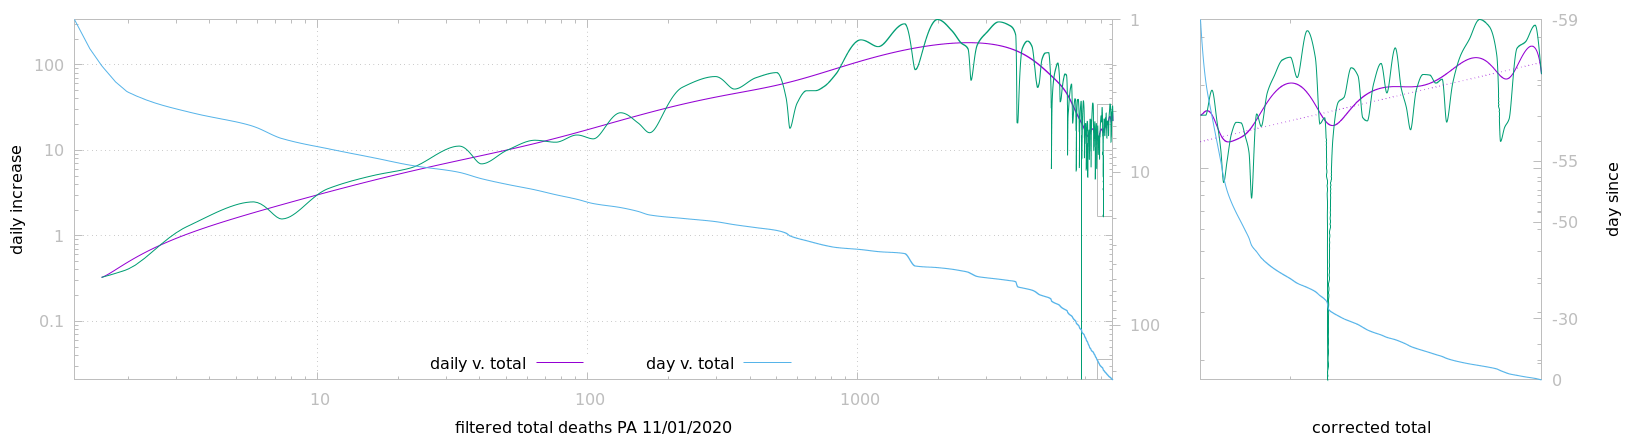 daily increase
100
10
1
0.1
daily v. total
day v. total
10
100
1000
filtered total deaths PA 11/01/2020
1
10
100
-59
-55
-50
-30
0
day since
corrected total